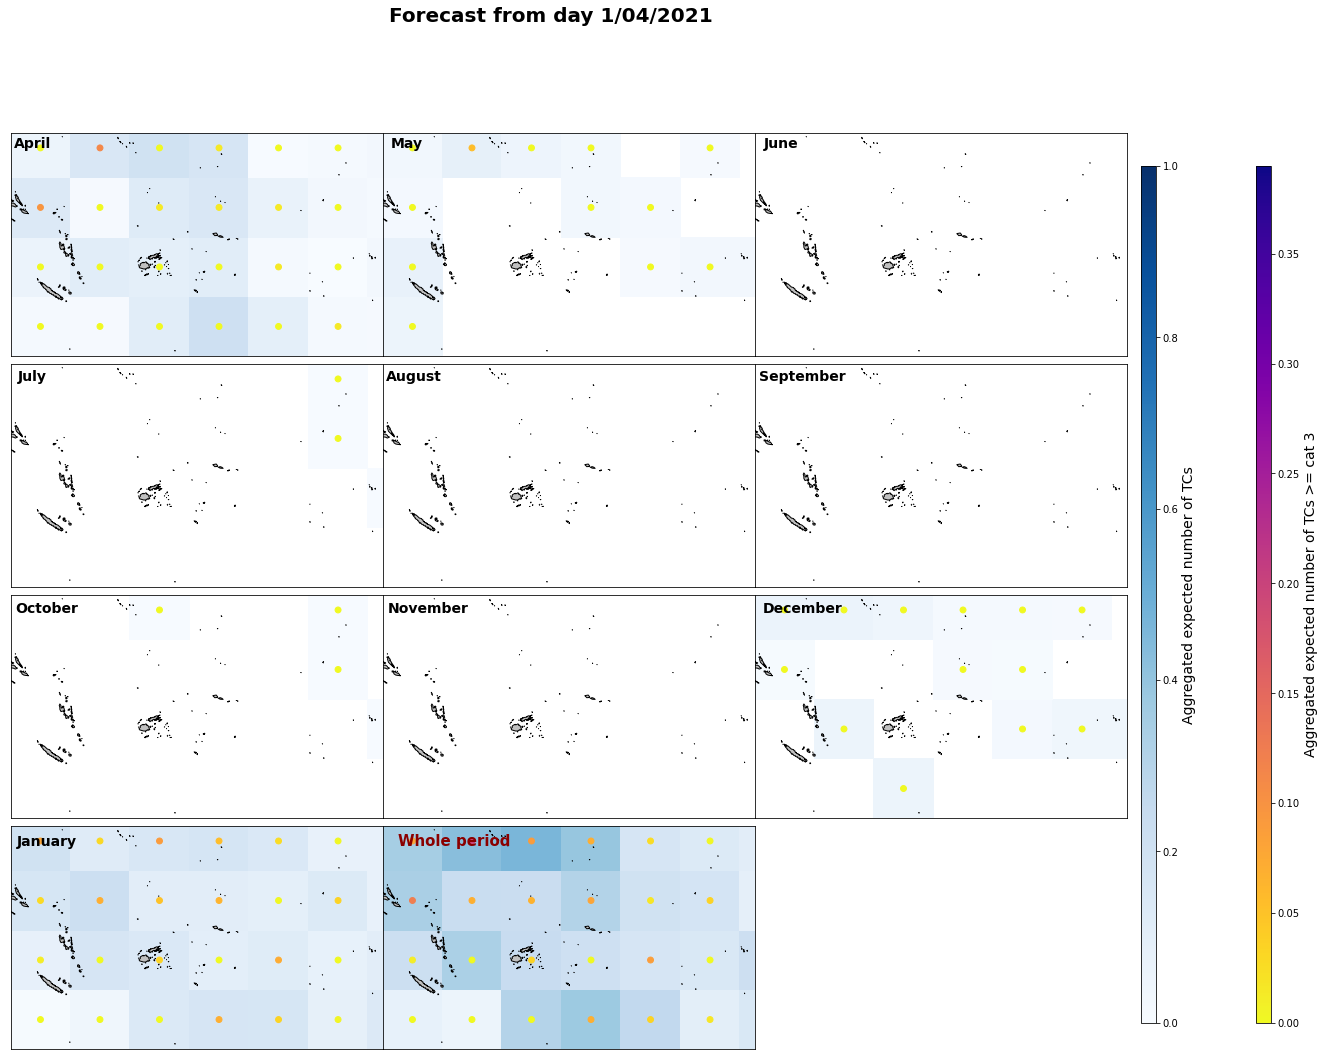 Forecast from day 1/04/2021
April
May
June
July
August
September
October
November
December
January
Whole period
1.0
0.8
0.6
0.4
0.2
0.0
Aggregated expected number of TCs
0.35
0.30
0.25
0.20
0.15
0.10
0.05
0.00
Aggregated expected number of TCs >= cat 3